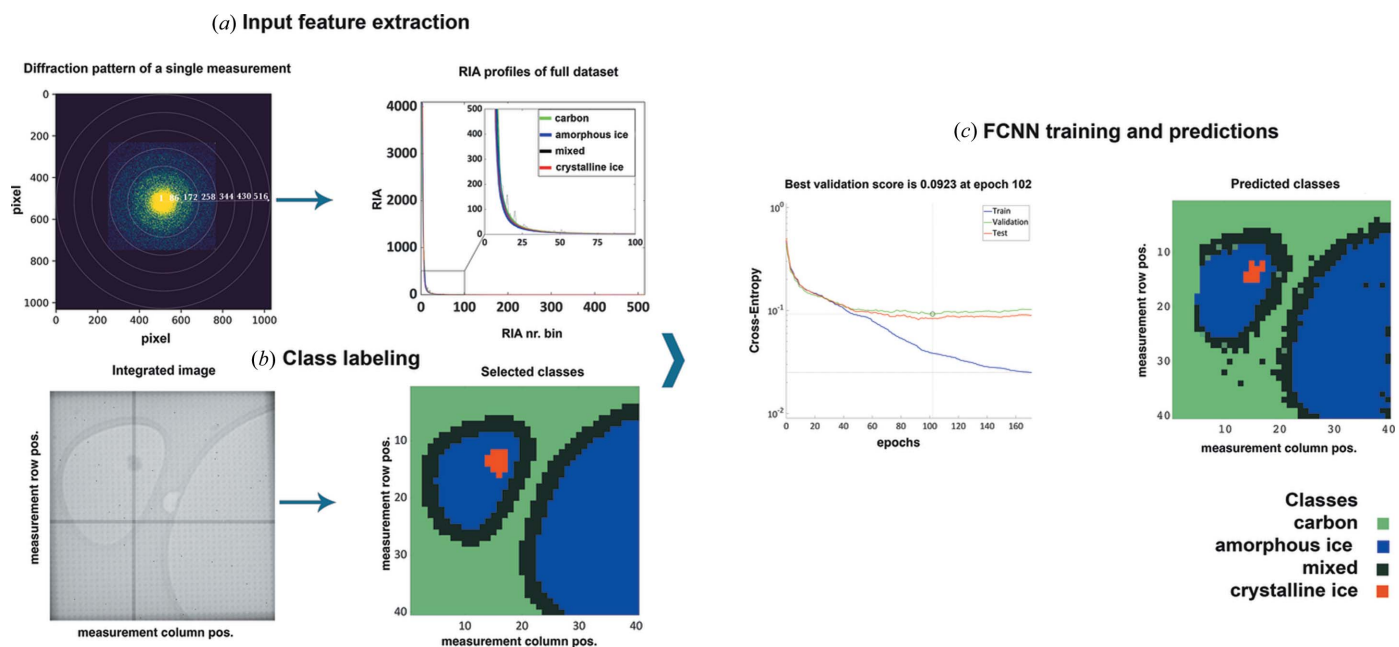 (a) Input feature extraction
Diffraction pattern of a single measurement
0
200
400
600
800
1000
pixel
1 86 172 258 344 430 516
0 200 400 600 800 1000
pixel
RIA profiles of full dataset
4000
3000
2000
1000
0
RIA
500
400
300
200
100
0
0 25 50 75 100
carbon
amorphous ice
mixed
crystalline ice
0 100 200 300 400 500
RIA nr. bin
(b) Class labeling
Integrated image
measurement row pos.
measurement column pos.
Selected classes
10
20
30
40
measurement row pos.
10 20 30 40
measurement column pos.
(c) FCNN training and predictions
Best validation score is 0.0923 at epoch 102
10^0
10^-1
10^-2
Cross-Entropy
Train
Validation
Test
0 20 40 60 80 100 120 140 160
epochs
Predicted classes
10
20
30
40
measurement row pos.
10 20 30 40
measurement column pos.
Classes
carbon
amorphous ice
mixed
crystalline ice